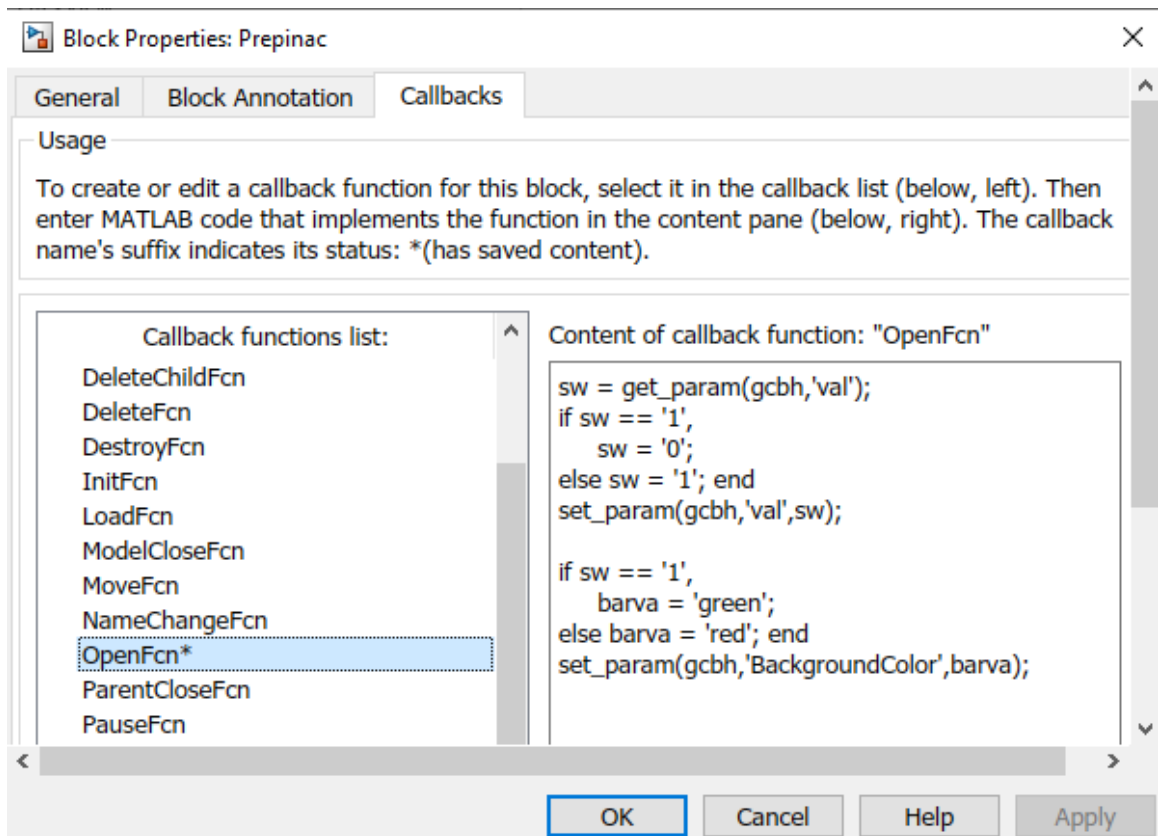 Block Properties: Prepinac
General Block Annotation Callbacks
Usage
To create or edit a callback function for this block, select it in the callback list (below, left). Then
enter MATLAB code that implements the function in the content pane (below, right). The callback
name's suffix indicates its status: *(has saved content).
Callback functions list:
DeleteChildFcn
DeleteFcn
DestroyFcn
InitFcn
LoadFcn
ModelCloseFcn
MoveFcn
NameChangeFcn
OpenFcn*
ParentCloseFcn
PauseFcn
Content of callback function: "OpenFcn"
sw = get_param(gcbh,'val');
if sw == '1',
    sw = '0';
else sw = '1'; end
set_param(gcbh,'val',sw);

if sw == '1',
    barva = 'green';
else barva = 'red'; end
set_param(gcbh,'BackgroundColor',barva);
OK Cancel Help Apply